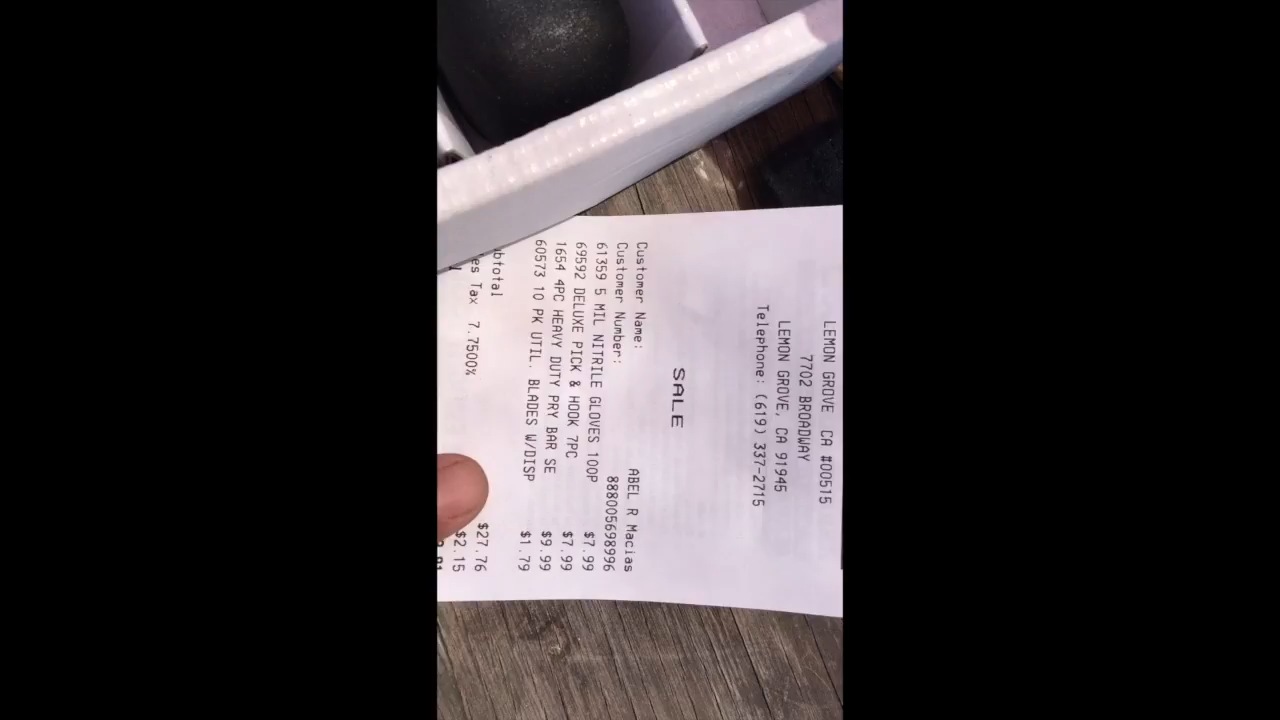 LEMON GROVE CA #00515
7702 BROADWAY
LEMON GROVE, CA 91945
Telephone: (619) 337-2715
SALE
Customer Name: ABEL R Macias
Customer Number: 888005698996
61359 5 MIL NITRILE GLOVES 100P $7.99
69592 DELUXE PICK & HOOK 7PC $7.99
1654 4PC HEAVY DUTY PRY BAR SE $9.99
60573 10 PK UTIL. BLADES W/DISP $1.79
btotal $27.76
es Tax 7.7500% $2.15